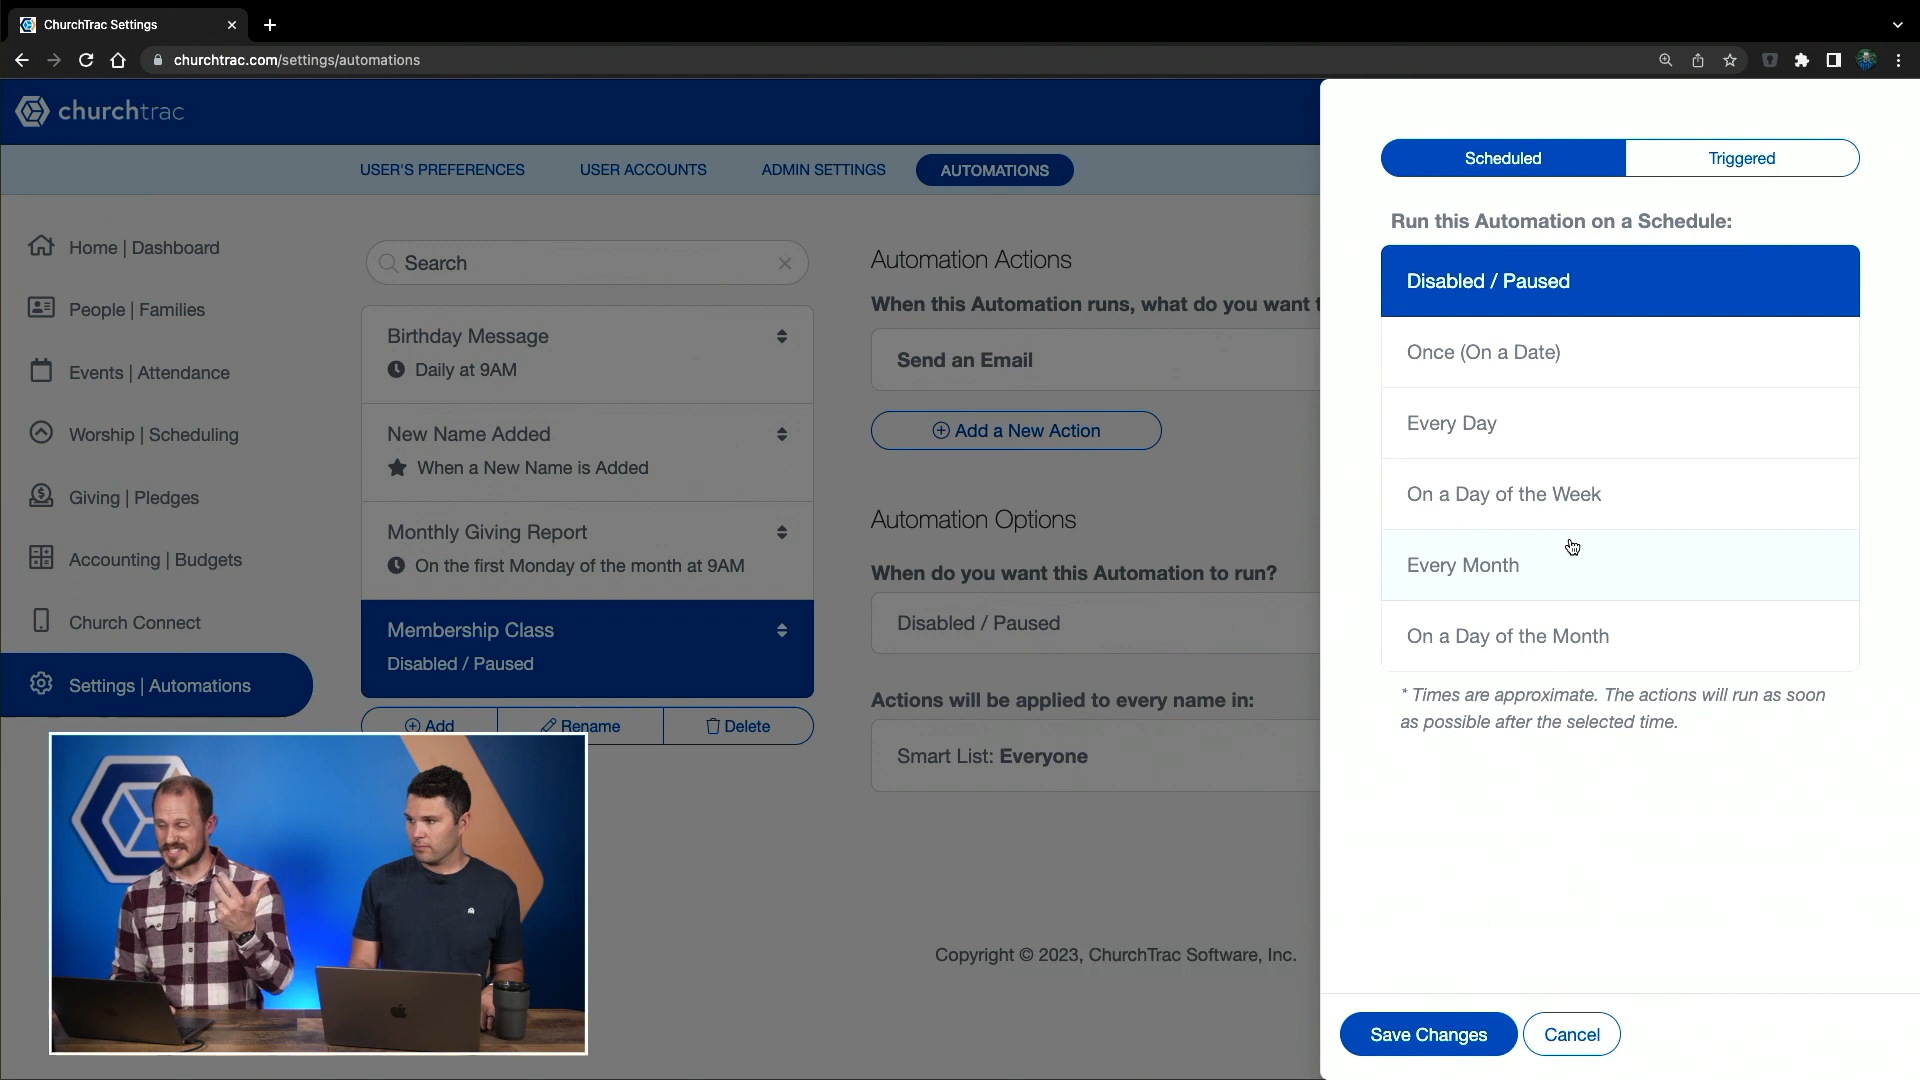 ChurchTrac Settings
churchtrac.com/settings/automations
churchtrac
USER'S PREFERENCES
USER ACCOUNTS
ADMIN SETTINGS
AUTOMATIONS
Home | Dashboard
People | Families
Events | Attendance
Worship | Scheduling
Giving | Pledges
Accounting | Budgets
Church Connect
Settings | Automations
Search
Birthday Message
Daily at 9AM
New Name Added
When a New Name is Added
Monthly Giving Report
On the first Monday of the month at 9AM
Membership Class
Disabled / Paused
Add
Rename
Delete
Automation Actions
When this Automation runs, what do you want
Send an Email
Add a New Action
Automation Options
When do you want this Automation to run?
Disabled / Paused
Actions will be applied to every name in:
Smart List: Everyone
Copyright © 2023, ChurchTrac Software, Inc.
Scheduled
Triggered
Run this Automation on a Schedule:
Disabled / Paused
Once (On a Date)
Every Day
On a Day of the Week
Every Month
On a Day of the Month
* Times are approximate. The actions will run as soon
as possible after the selected time.
Save Changes
Cancel